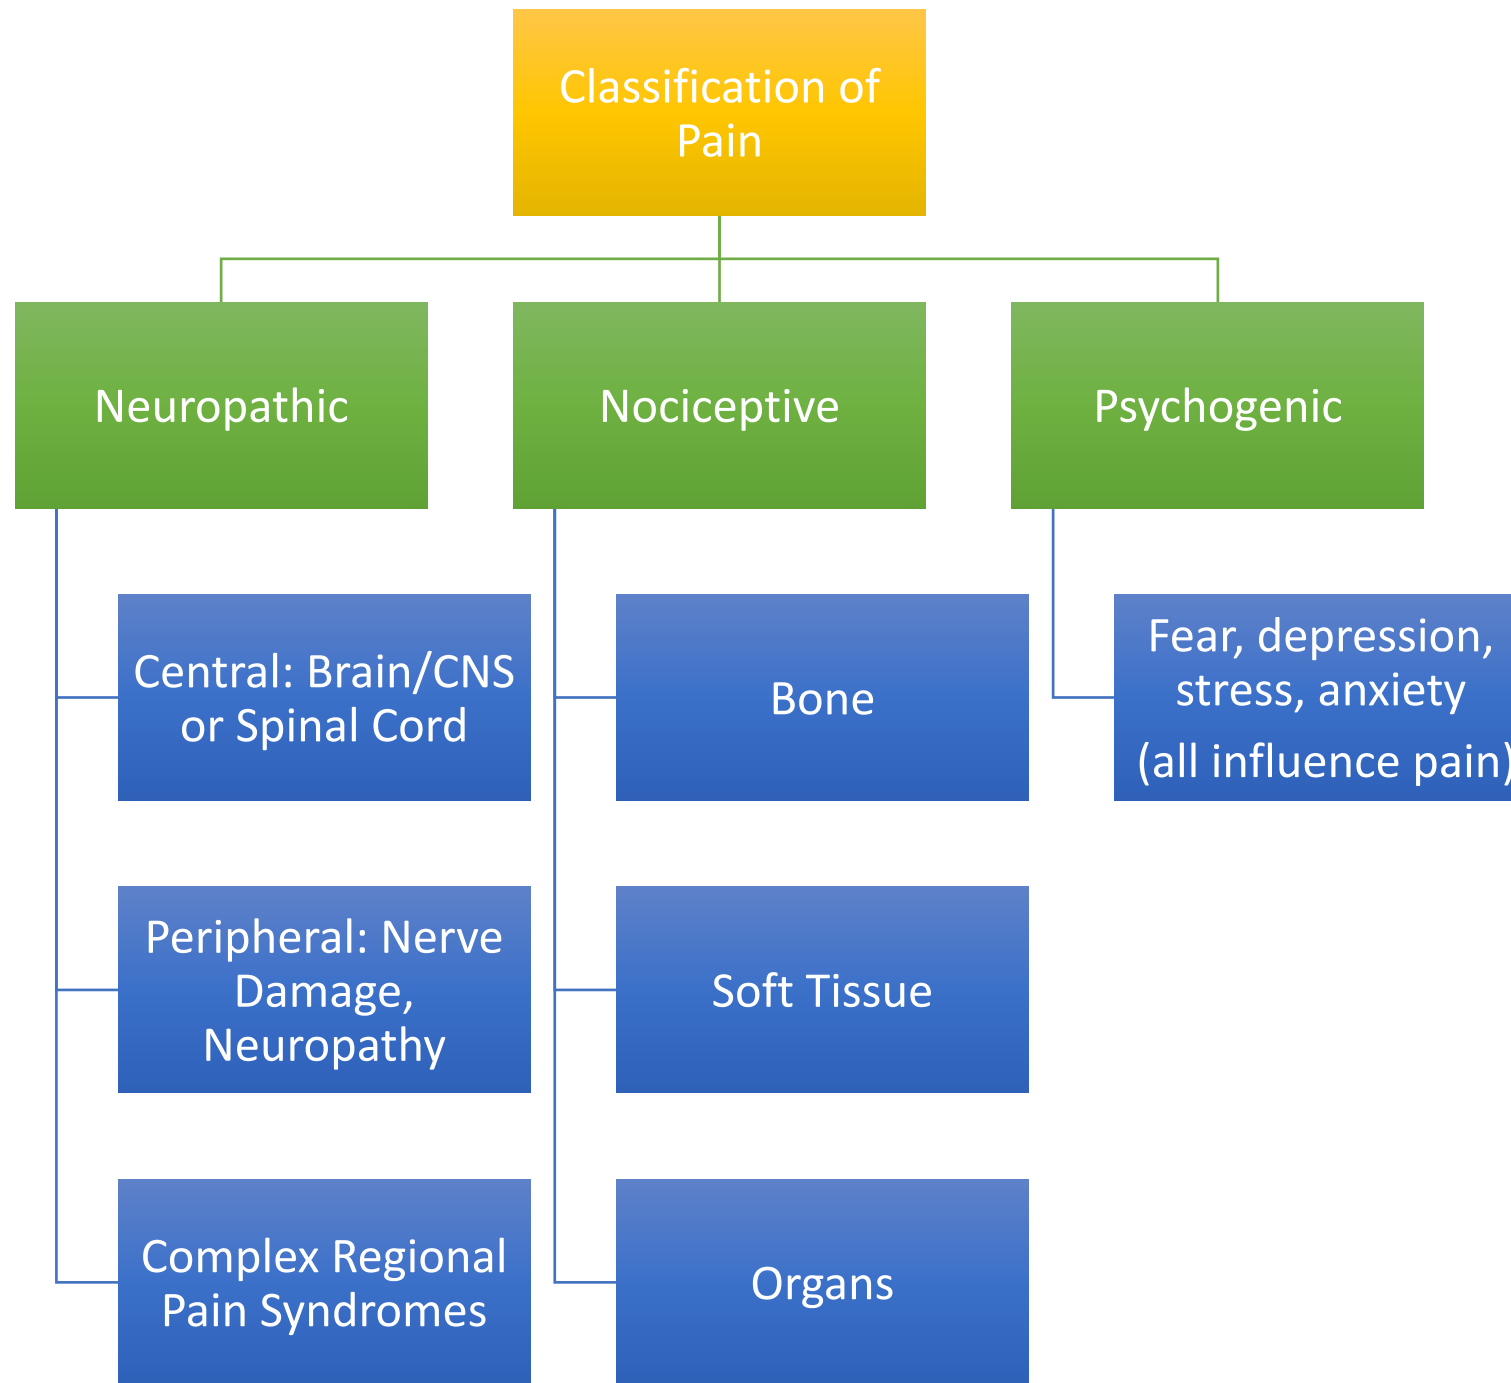 Classification of
Pain
Neuropathic
Nociceptive
Psychogenic
Central: Brain/CNS
or Spinal Cord
Peripheral: Nerve
Damage,
Neuropathy
Complex Regional
Pain Syndromes
Bone
Soft Tissue
Organs
Fear, depression,
stress, anxiety
(all influence pain)